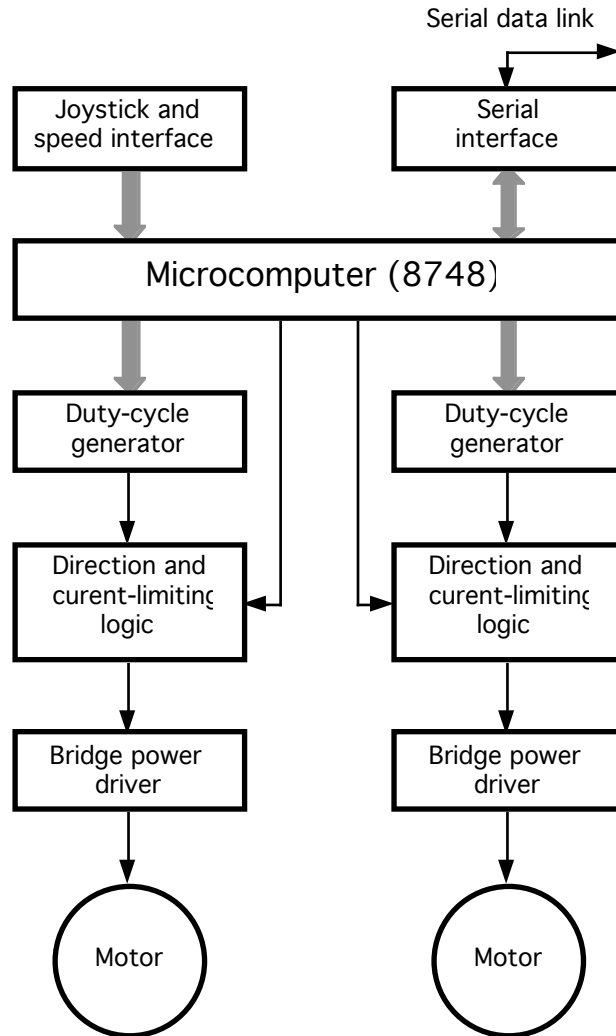 Serial data link
Joystick and
speed interface
Serial
interface
Microcomputer (8748)
Duty-cycle
generator
Duty-cycle
generator
Direction and
curent-limiting
logic
Direction and
curent-limiting
logic
Bridge power
driver
Bridge power
driver
Motor
Motor